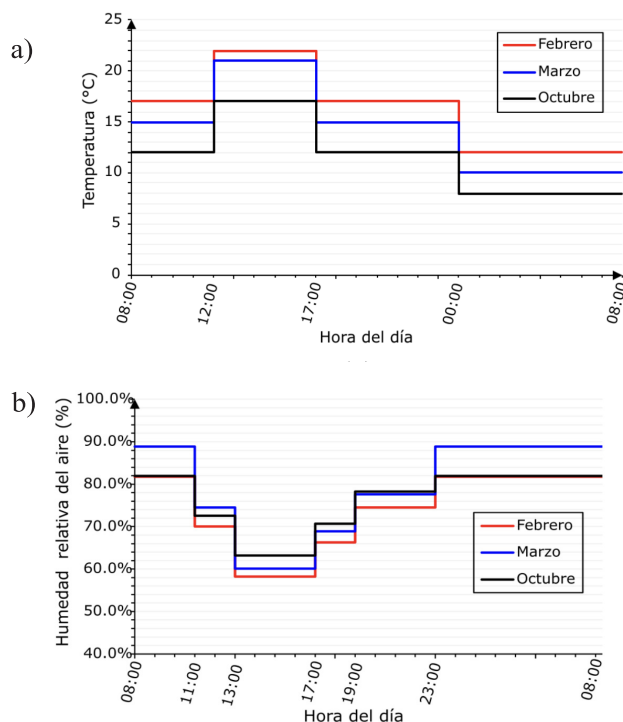 a)
25
20
15
10
5
0
Temperatura (°C)
Febrero
Marzo
Octubre
08:00
12:00
17:00
00:00
08:00
Hora del día
b)
100.0%
90.0%
80.0%
70.0%
60.0%
50.0%
40.0%
Humedad relativa del aire (%)
Febrero
Marzo
Octubre
08:00
11:00
13:00
17:00
19:00
23:00
08:00
Hora del día